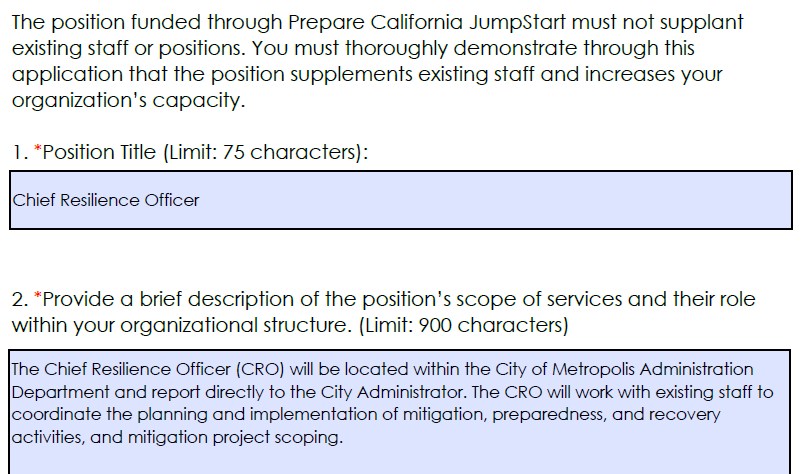 The position funded through Prepare California JumpStart must not supplant
existing staff or positions. You must thoroughly demonstrate through this
application that the position supplements existing staff and increases your
organization's capacity.
1. *Position Title (Limit: 75 characters):
Chief Resilience Officer
2. *Provide a brief description of the position's scope of services and their role
within your organizational structure. (Limit: 900 characters)
The Chief Resilience Officer (CRO) will be located within the City of Metropolis Administration
Department and report directly to the City Administrator. The CRO will work with existing staff to
coordinate the planning and implementation of mitigation, preparedness, and recovery
activities, and mitigation project scoping.